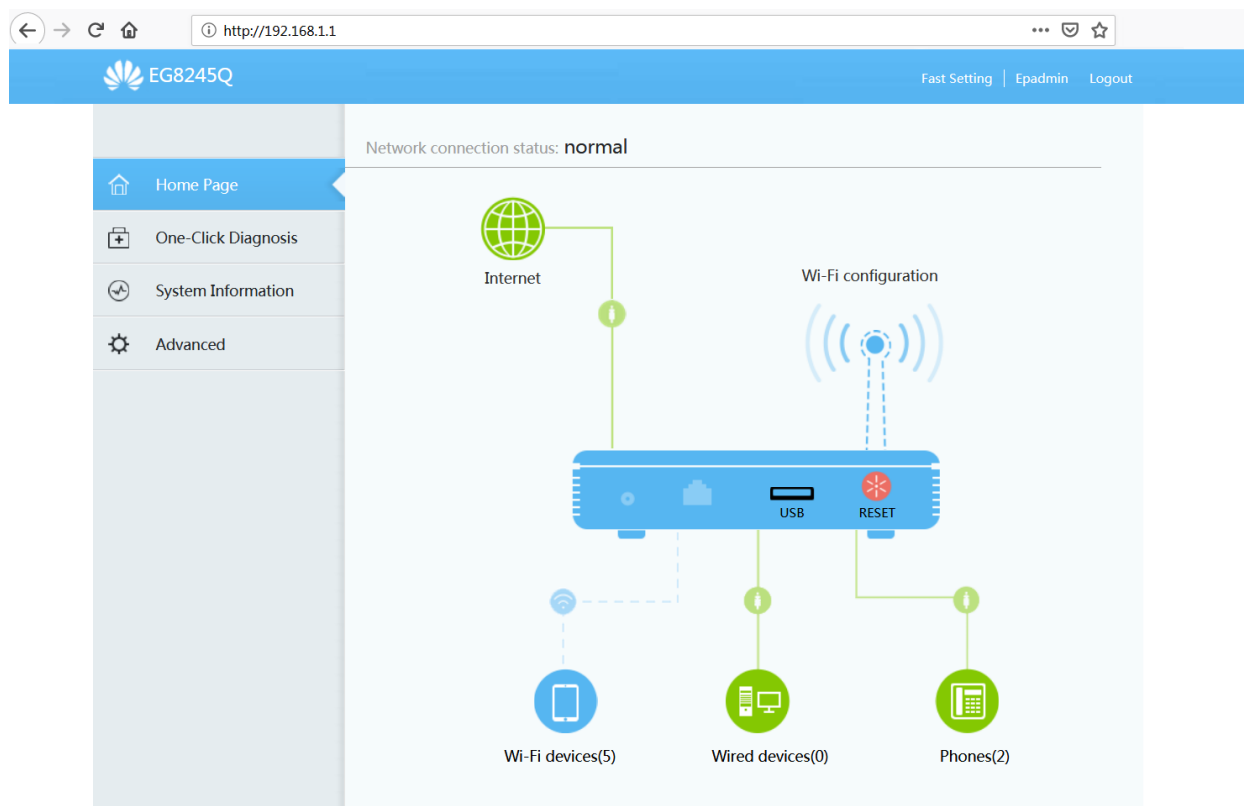 http://192.168.1.1
EG8245Q
Fast Setting Epadmin Logout
Network connection status: normal
Home Page
One-Click Diagnosis
System Information
Advanced
Internet
Wi-Fi configuration
USB
RESET
Wi-Fi devices(5)
Wired devices(0)
Phones(2)